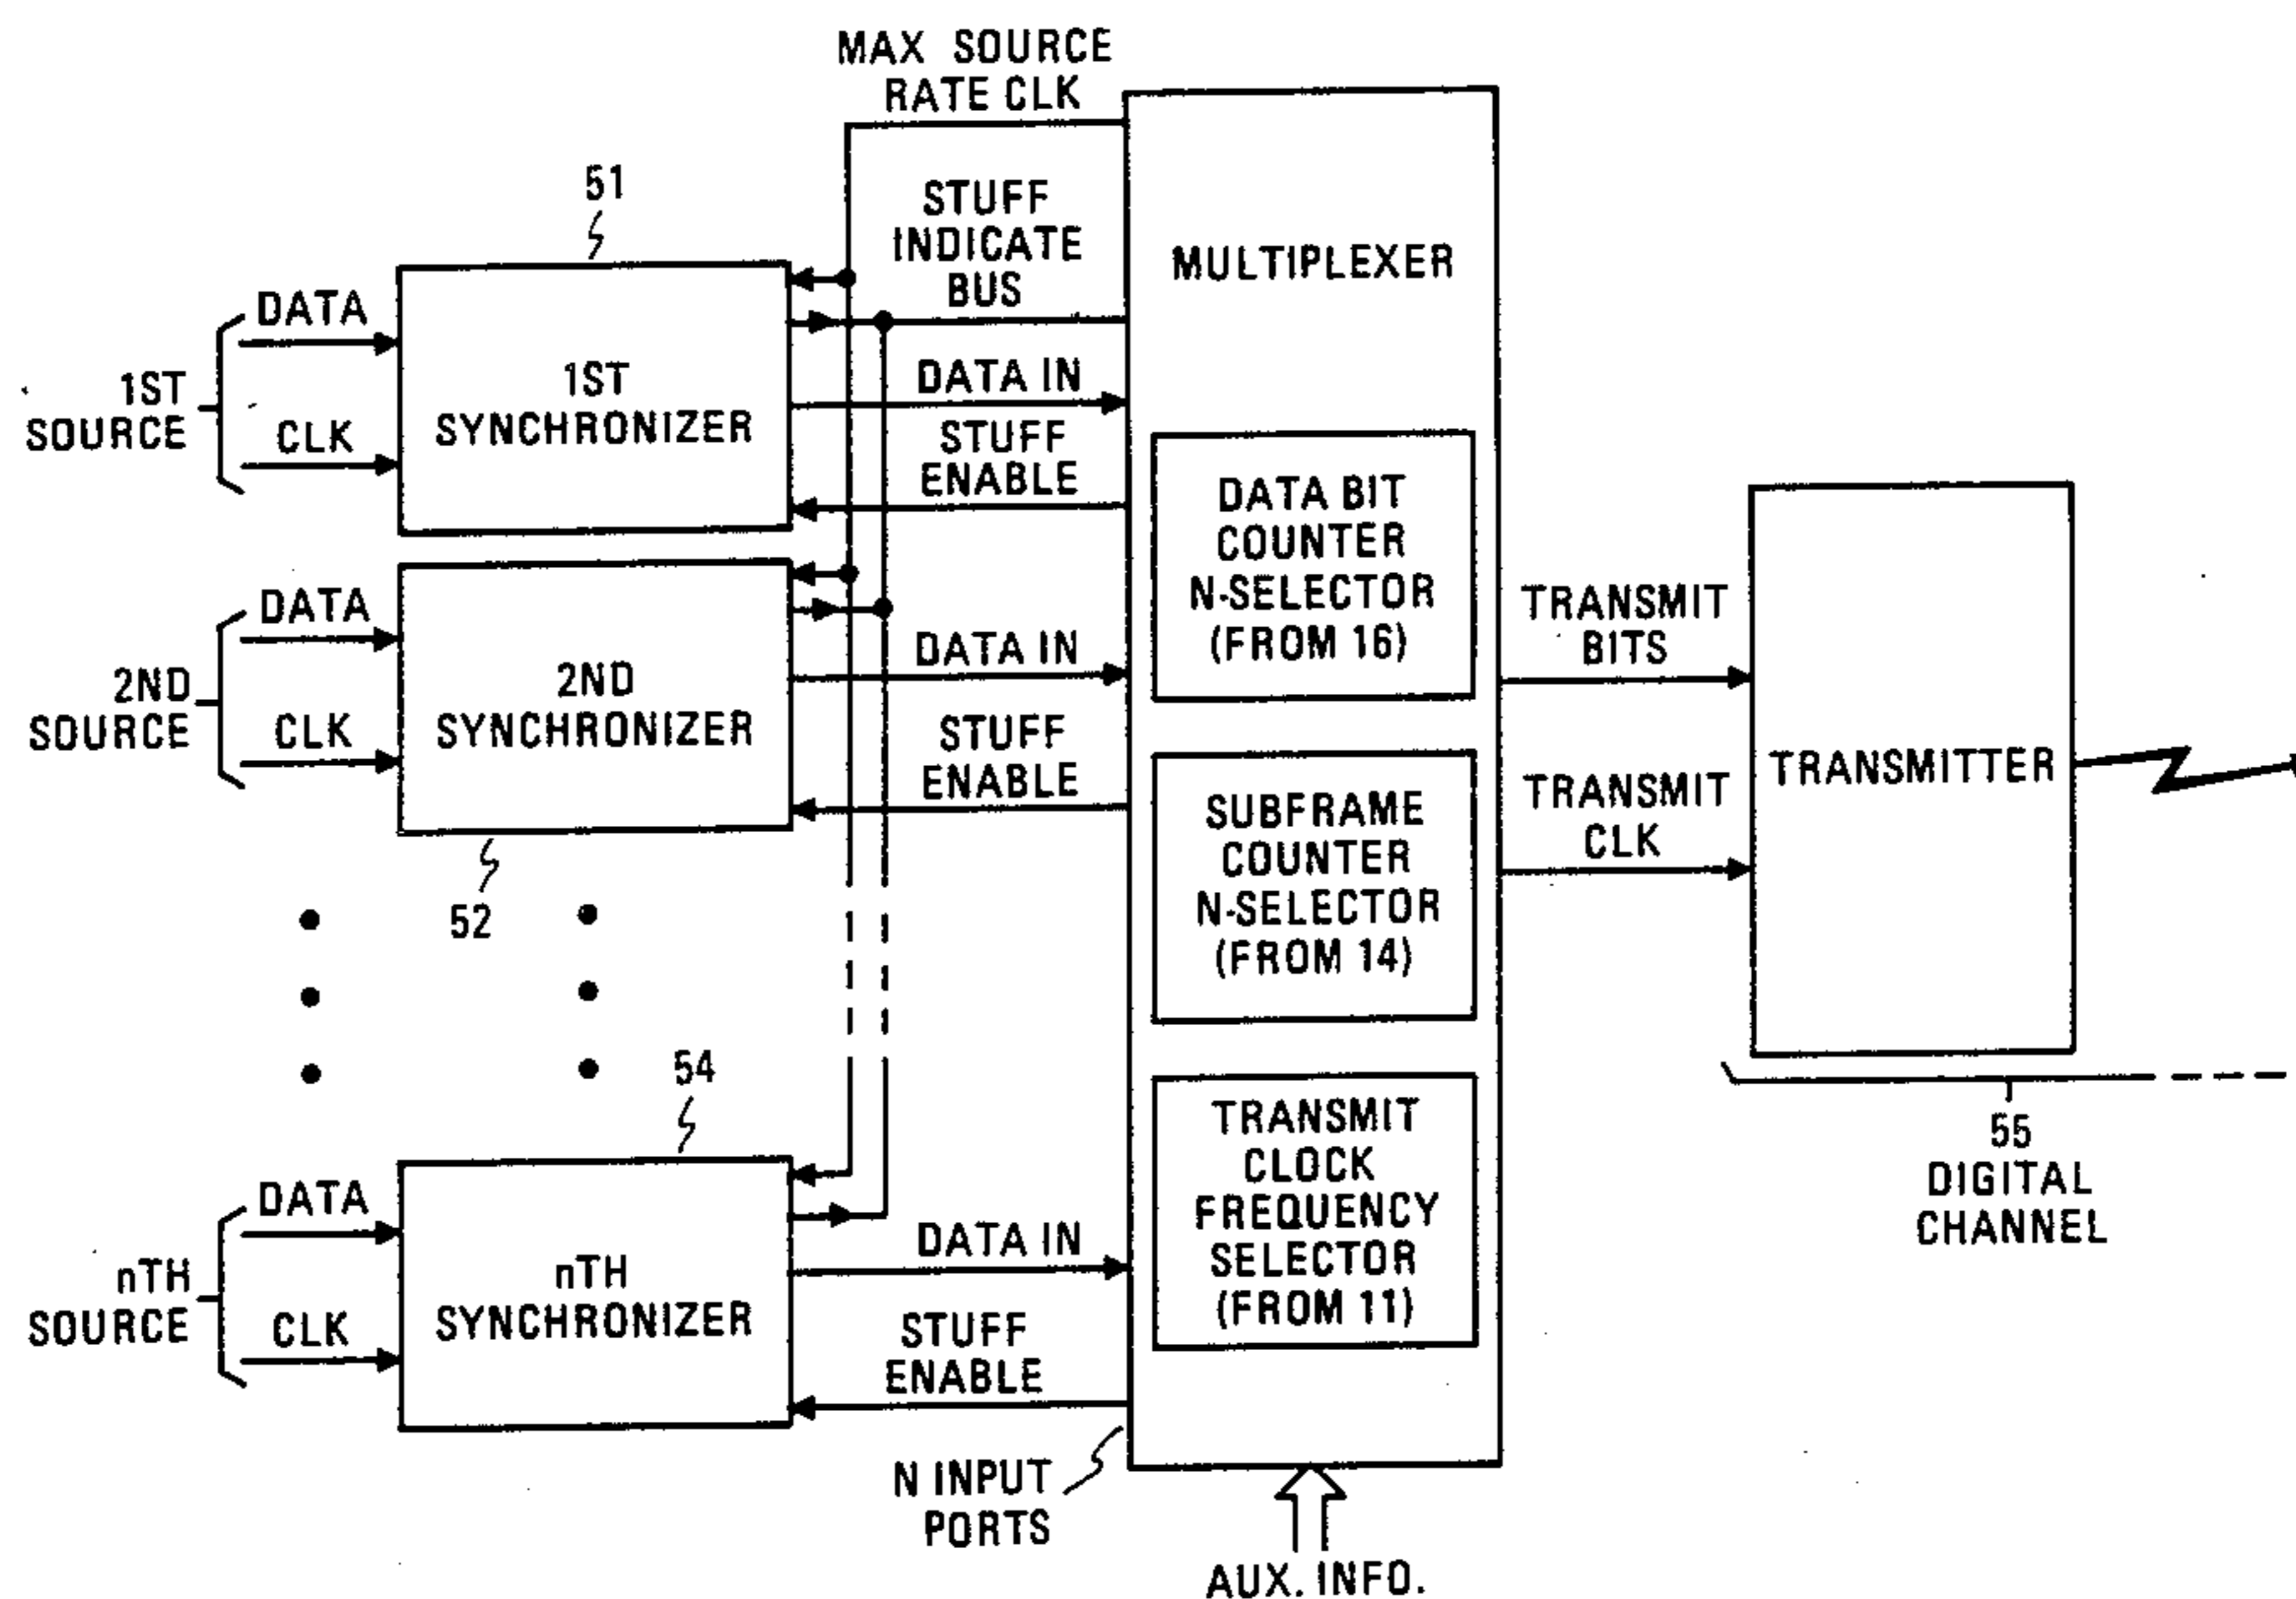 MAX SOURCE
RATE CLK
51
STUFF
INDICATE
BUS
MULTIPLEXER
DATA
1ST
SOURCE
CLK
1ST
SYNCHRONIZER
DATA IN
STUFF
ENABLE
DATA BIT
COUNTER
N-SELECTOR
(FROM 16)
DATA
2ND
SOURCE
CLK
2ND
SYNCHRONIZER
52
DATA IN
STUFF
ENABLE
SUBFRAME
COUNTER
N-SELECTOR
(FROM 14)
TRANSMIT
BITS
TRANSMIT
CLK
TRANSMITTER
54
DATA
nTH
SOURCE
CLK
nTH
SYNCHRONIZER
DATA IN
STUFF
ENABLE
TRANSMIT
CLOCK
FREQUENCY
SELECTOR
(FROM 11)
55
DIGITAL
CHANNEL
N INPUT
PORTS
AUX. INFO.